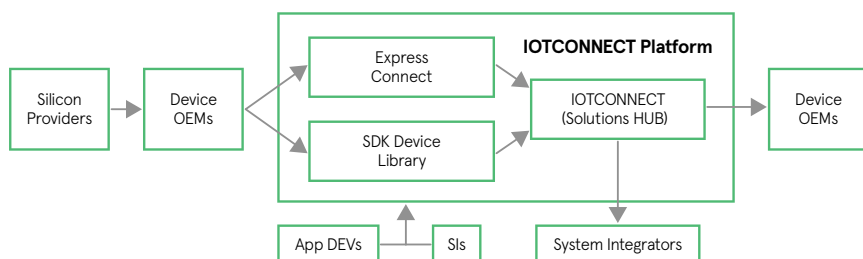 IOTCONNECT Platform
Silicon
Providers
Device
OEMs
Express
Connect
SDK Device
Library
IOTCONNECT
(Solutions HUB)
Device
OEMs
App DEVs
SIs
System Integrators